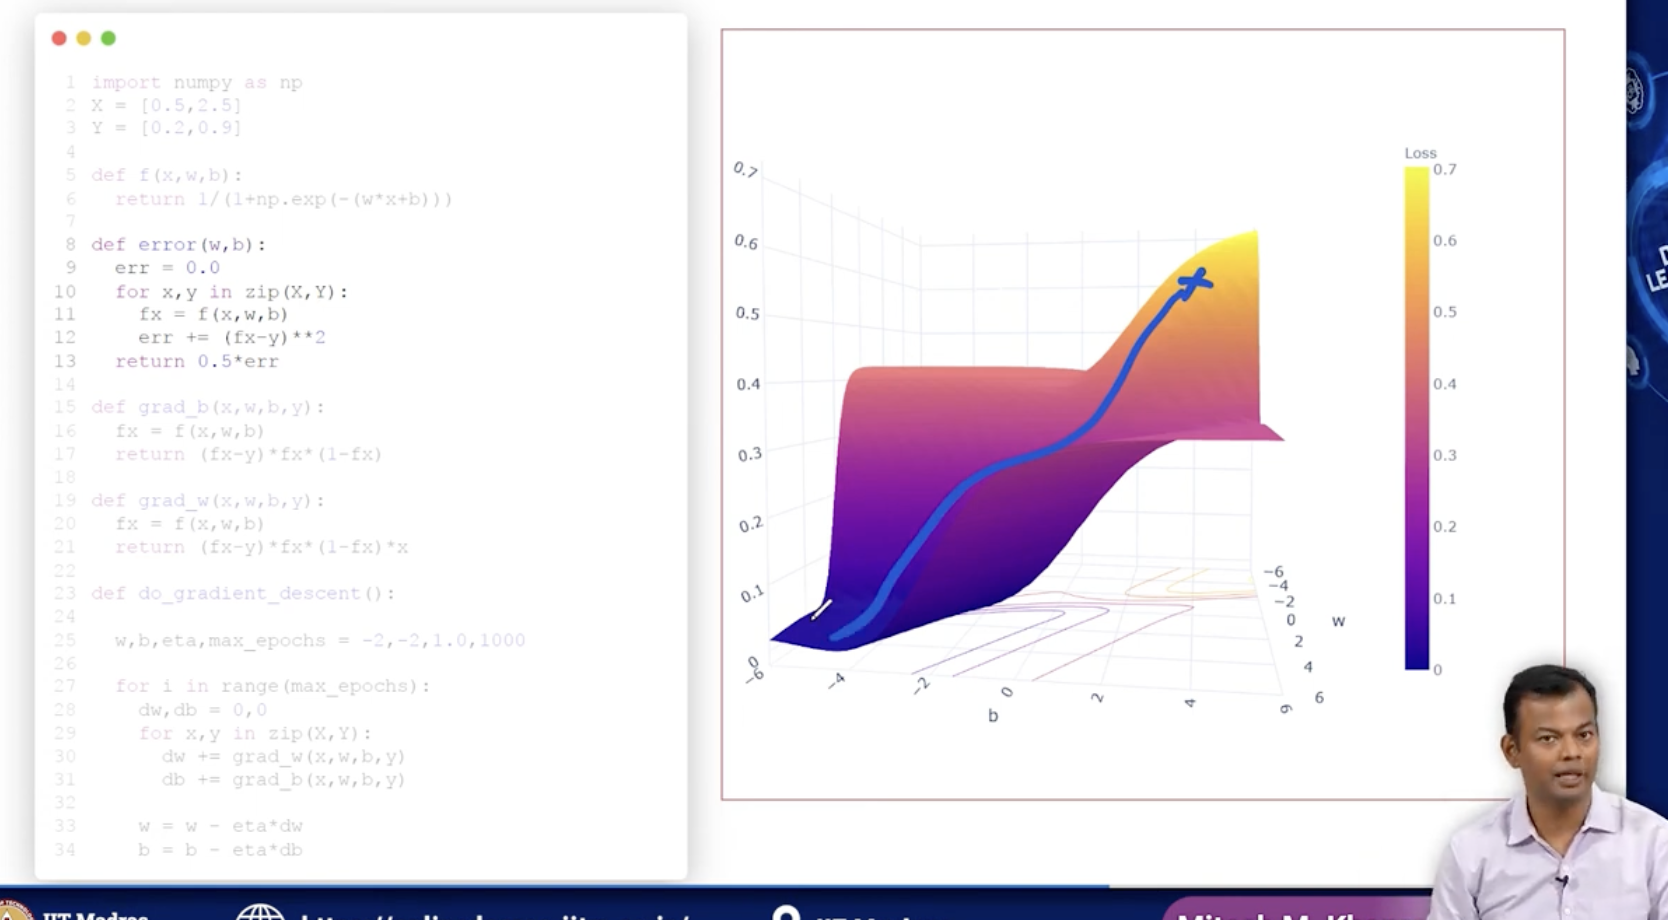 1 import numpy as np
2 X = [0.5,2.5]
3 Y = [0.2,0.9]
4
5 def f(x,w,b):
6 return 1/(1+np.exp(-(w*x+b)))
7
8 def error(w,b):
9 err = 0.0
10 for x,y in zip(X,Y):
11 fx = f(x,w,b)
12 err += (fx-y)**2
13 return 0.5*err
14
15 def grad_b(x,w,b,y):
16 fx = f(x,w,b)
17 return (fx-y)*fx*(1-fx)
18
19 def grad_w(x,w,b,y):
20 fx = f(x,w,b)
21 return (fx-y)*fx*(1-fx)*x
22
23 def do_gradient_descent():
24
25 w,b,eta,max_epochs = -2,-2,1.0,1000
26
27 for i in range(max_epochs):
28 dw,db = 0,0
29 for x,y in zip(X,Y):
30 dw += grad_w(x,w,b,y)
31 db += grad_b(x,w,b,y)
32
33 w = w - eta*dw
34 b = b - eta*db
0.7
0.6
0.5
0.4
0.3
0.2
0.1
0
−6
−4
−2
0
2
4
6
b
−6
−4
−2
0
2
4
6
w
Loss
0.7
0.6
0.5
0.4
0.3
0.2
0.1
0
IIT Madras